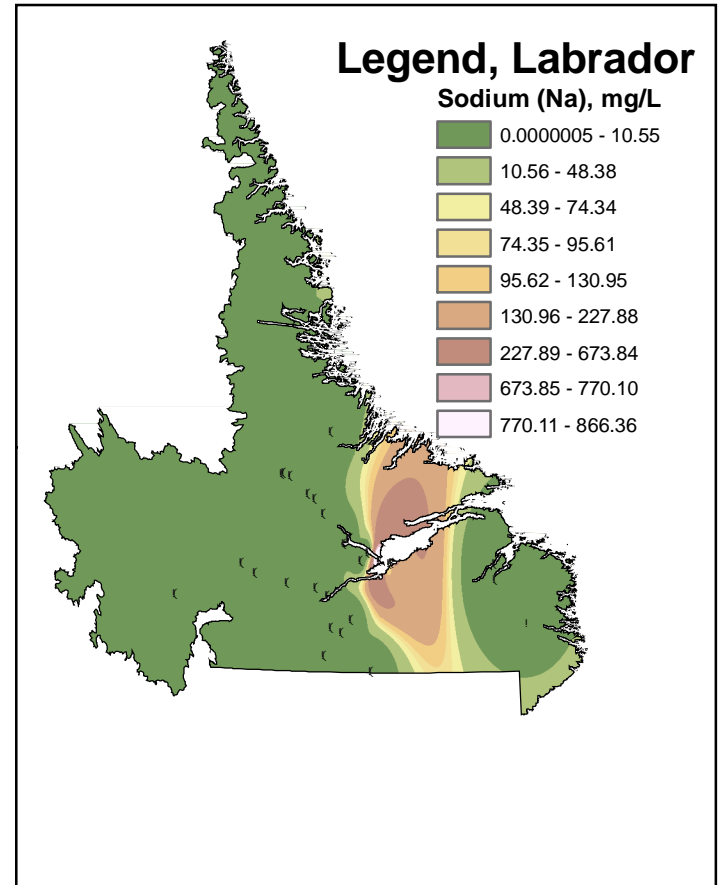 Legend, Labrador
Sodium (Na), mg/L
0.0000005 - 10.55
10.56 - 48.38
48.39 - 74.34
74.35 - 95.61
95.62 - 130.95
130.96 - 227.88
227.89 - 673.84
673.85 - 770.10
770.11 - 866.36